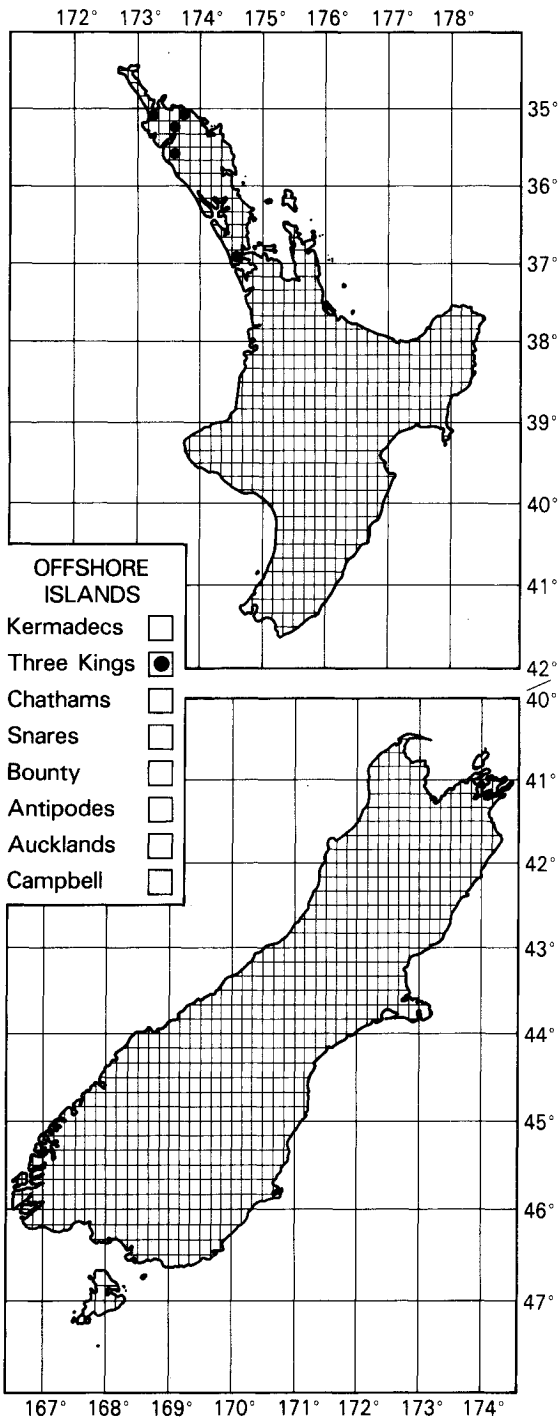 172° 173° 174° 175° 176° 177° 178°
35°
36°
37°
38°
39°
40°
41°
42°
OFFSHORE
ISLANDS
Kermadecs
Three Kings
Chathams
Snares
Bounty
Antipodes
Aucklands
Campbell
40°
41°
42°
43°
44°
45°
46°
47°
167° 168° 169° 170° 171° 172° 173° 174°